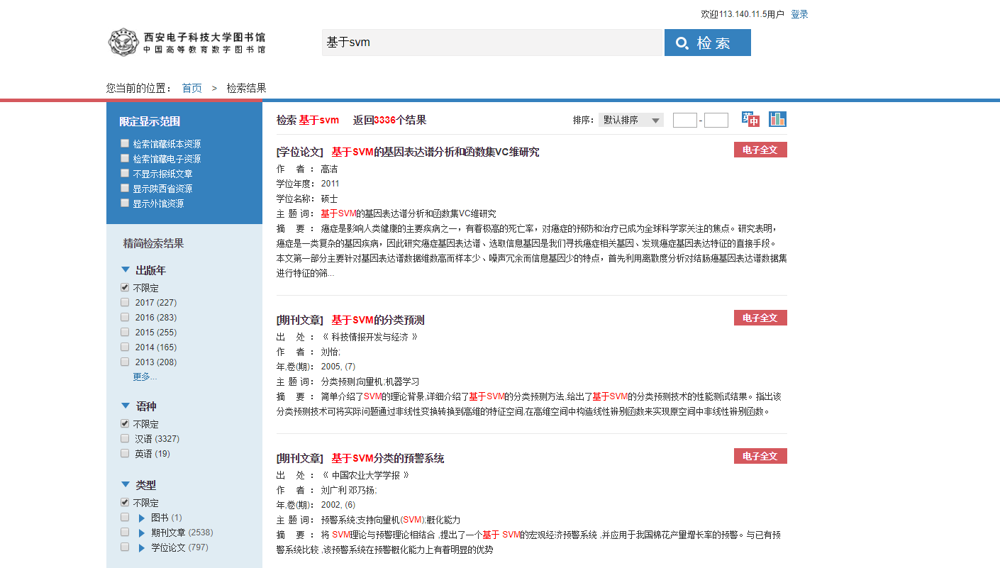 欢迎113.140.11.5用户 登录
西安电子科技大学图书馆
中国高等教育数字图书馆
基于svm
检索
您当前的位置： 首页 > 检索结果
限定显示范围
检索馆藏纸本资源
检索馆藏电子资源
不显示报纸文章
显示陕西省资源
显示外馆资源
精简检索结果
出版年
不限定
2017 (227)
2016 (283)
2015 (255)
2014 (165)
2013 (208)
更多...
语种
不限定
汉语 (3327)
英语 (19)
类型
不限定
图书 (1)
期刊文章 (2538)
学位论文 (797)
检索 基于svm 返回3336个结果
排序： 默认排序 - 英中
[学位论文] 基于SVM的基因表达谱分析和函数集VC维研究 电子全文
作 者 ： 高洁
学位年度： 2011
学位名称： 硕士
主 题 词： 基于SVM的基因表达谱分析和函数集VC维研究
摘 要 ： 癌症是影响人类健康的主要疾病之一，有着极高的死亡率，对癌症的预防和治疗已成为全球科学家关注的焦点。研究表明，
癌症是一类复杂的基因疾病，因此研究癌症基因表达谱、选取信息基因是我们寻找癌症相关基因、发现癌症基因表达特征的直接手段。
本文第一部分主要针对基因表达谱数据维数高而样本少、噪声冗余而信息基因少的特点，首先利用离散度分析对结肠癌基因表达谱数据集
进行特征的筛...
[期刊文章] 基于SVM的分类预测 电子全文
出 处 ： 《 科技情报开发与经济 》
作 者 ： 刘怡;
年,卷(期)： 2005, (7)
主 题 词： 分类预测;向量机;机器学习
摘 要 ： 简单介绍了SVM的理论背景,详细介绍了基于SVM的分类预测方法,给出了基于SVM的分类预测技术的性能测试结果。指出该
分类预测技术可将实际问题通过非线性变换转换到高维的特征空间,在高维空间中构造线性辨别函数来实现原空间中非线性辨别函数。
[期刊文章] 基于SVM分类的预警系统 电子全文
出 处 ： 《 中国农业大学学报 》
作 者 ： 刘广利 邓乃扬;
年,卷(期)： 2002, (6)
主 题 词： 预警系统;支持向量机(SVM);概化能力
摘 要 ： 将 SVM理论与预警理论相结合 ,提出了一个基于 SVM的宏观经济预警系统 ,并应用于我国棉花产量增长率的预警。与已有预
警系统比较 ,该预警系统在预警概化能力上有着明显的优势